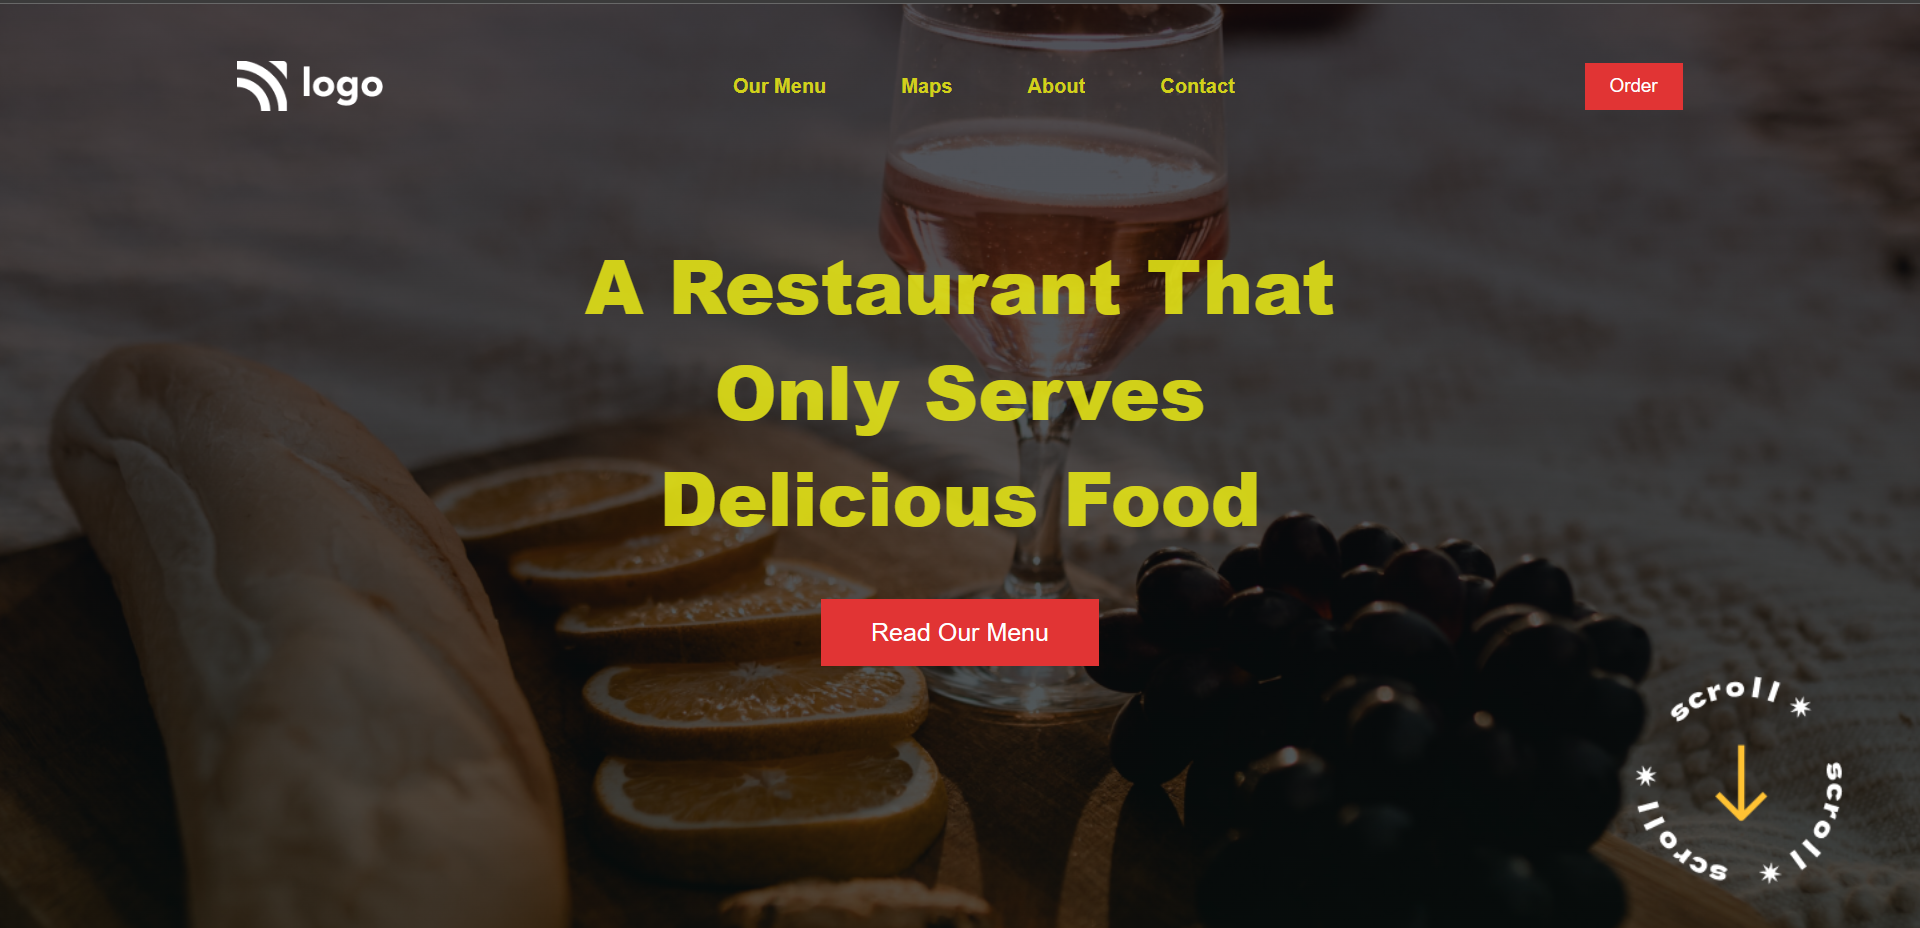 logo
Our Menu
Maps
About
Contact
Order
A Restaurant That
Only Serves
Delicious Food
Read Our Menu
scroll * scroll * scroll *